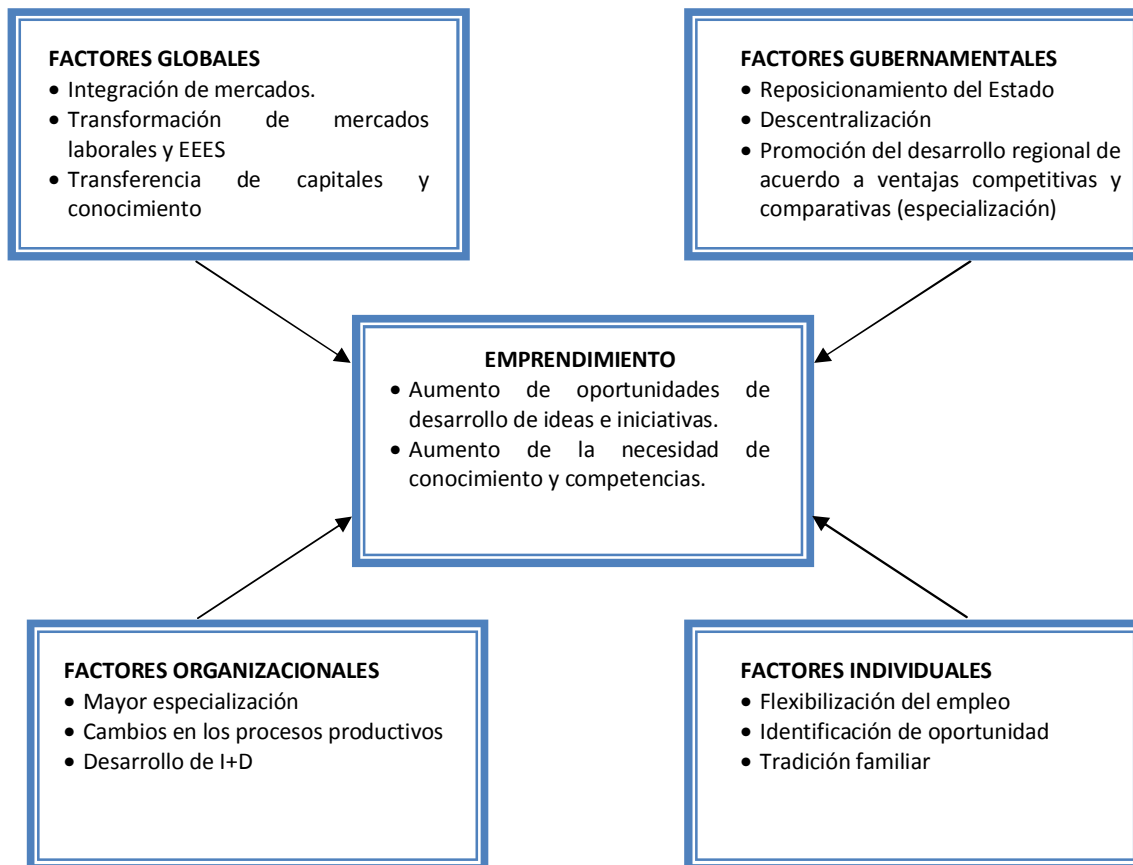 FACTORES GLOBALES
• Integración de mercados.
• Transformación de mercados
laborales y EEES
• Transferencia de capitales y
conocimiento
FACTORES GUBERNAMENTALES
• Reposicionamiento del Estado
• Descentralización
• Promoción del desarrollo regional de
acuerdo a ventajas competitivas y
comparativas (especialización)
EMPRENDIMIENTO
• Aumento de oportunidades de
desarrollo de ideas e iniciativas.
• Aumento de la necesidad de
conocimiento y competencias.
FACTORES ORGANIZACIONALES
• Mayor especialización
• Cambios en los procesos productivos
• Desarrollo de I+D
FACTORES INDIVIDUALES
• Flexibilización del empleo
• Identificación de oportunidad
• Tradición familiar